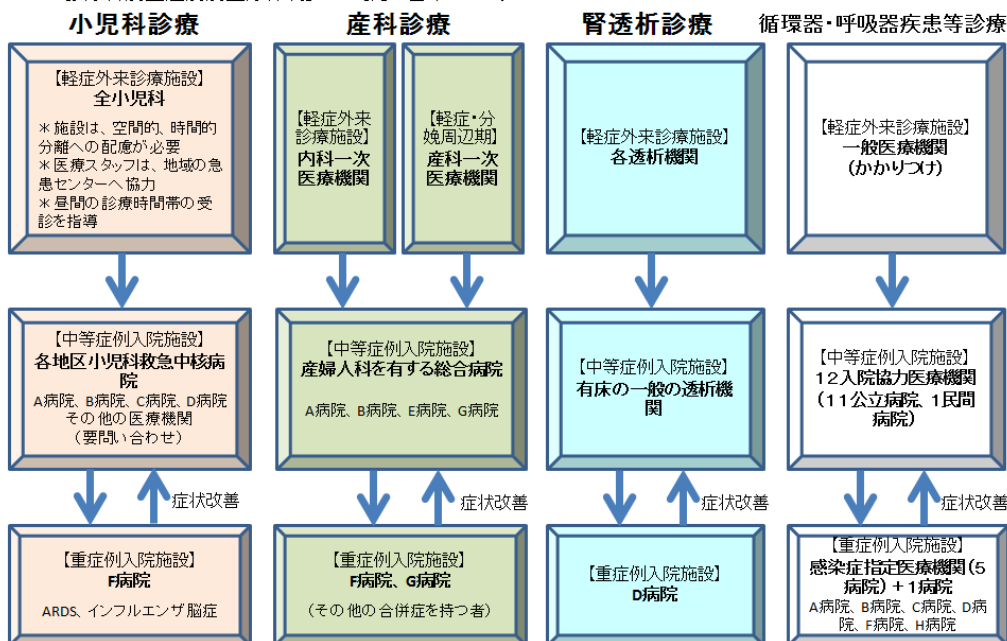 小児科診療
産科診療
腎透析診療
循環器・呼吸器疾患等診療
【軽症外来診療施設】
全小児科
＊施設は、空間的、時間的
分離への配慮が必要
＊医療スタッフは、地域の急
患センターへ協力
＊昼間の診療時間帯の受
診を指導
【軽症外来
診療施設】
内科一次
医療機関
【軽症・分
娩周辺期】
産科一次
医療機関
【軽症外来診療施設】
各透析機関
【軽症外来診療施設】
一般医療機関
(かかりつけ)
【中等症例入院施設】
各地区小児科救急中核病
院
A病院、B病院、C病院、D病院
その他の医療機関
（要問い合わせ）
【中等症例入院施設】
産婦人科を有する総合病院
A病院、B病院、E病院、G病院
【中等症例入院施設】
有床の一般の透析機
関
【中等症例入院施設】
１２入院協力医療機関
(１１公立病院、１民間
病院)
症状改善
症状改善
症状改善
症状改善
【重症例入院施設】
F病院
ARDS、インフルエンザ脳症
【重症例入院施設】
F病院、G病院
（その他の合併症を持つ者）
【重症例入院施設】
D病院
【重症例入院施設】
感染症指定医療機関(５
病院)＋１病院
A病院、B病院、C病院、D病
院、F病院、H病院